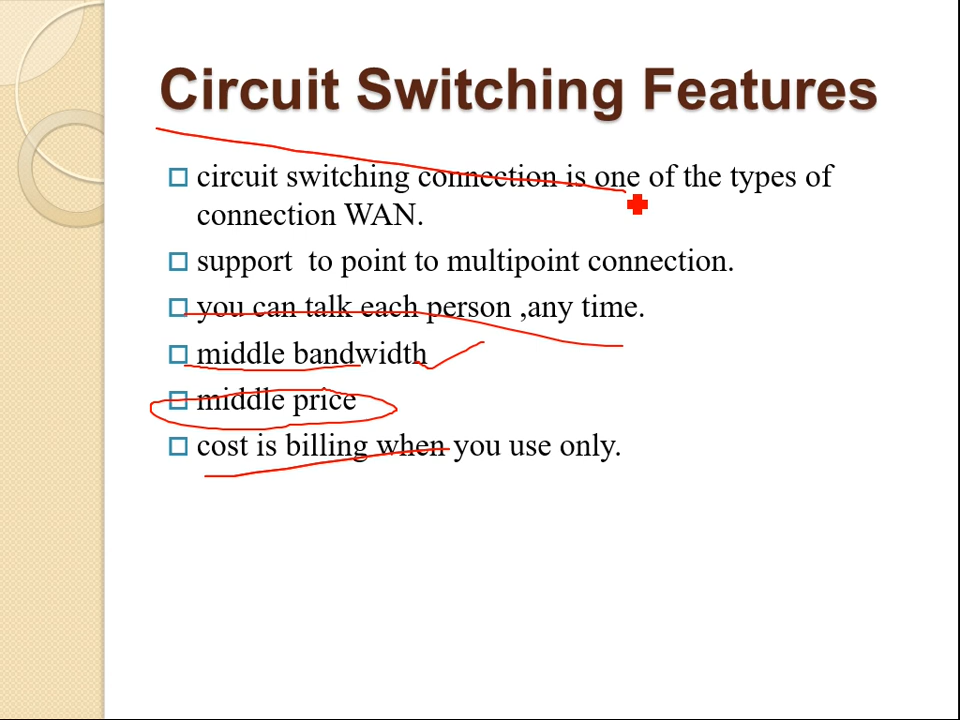 Circuit Switching Features
circuit switching connection is one of the types of
connection WAN.
support to point to multipoint connection.
you can talk each person ,any time.
middle bandwidth
middle price
cost is billing when you use only.